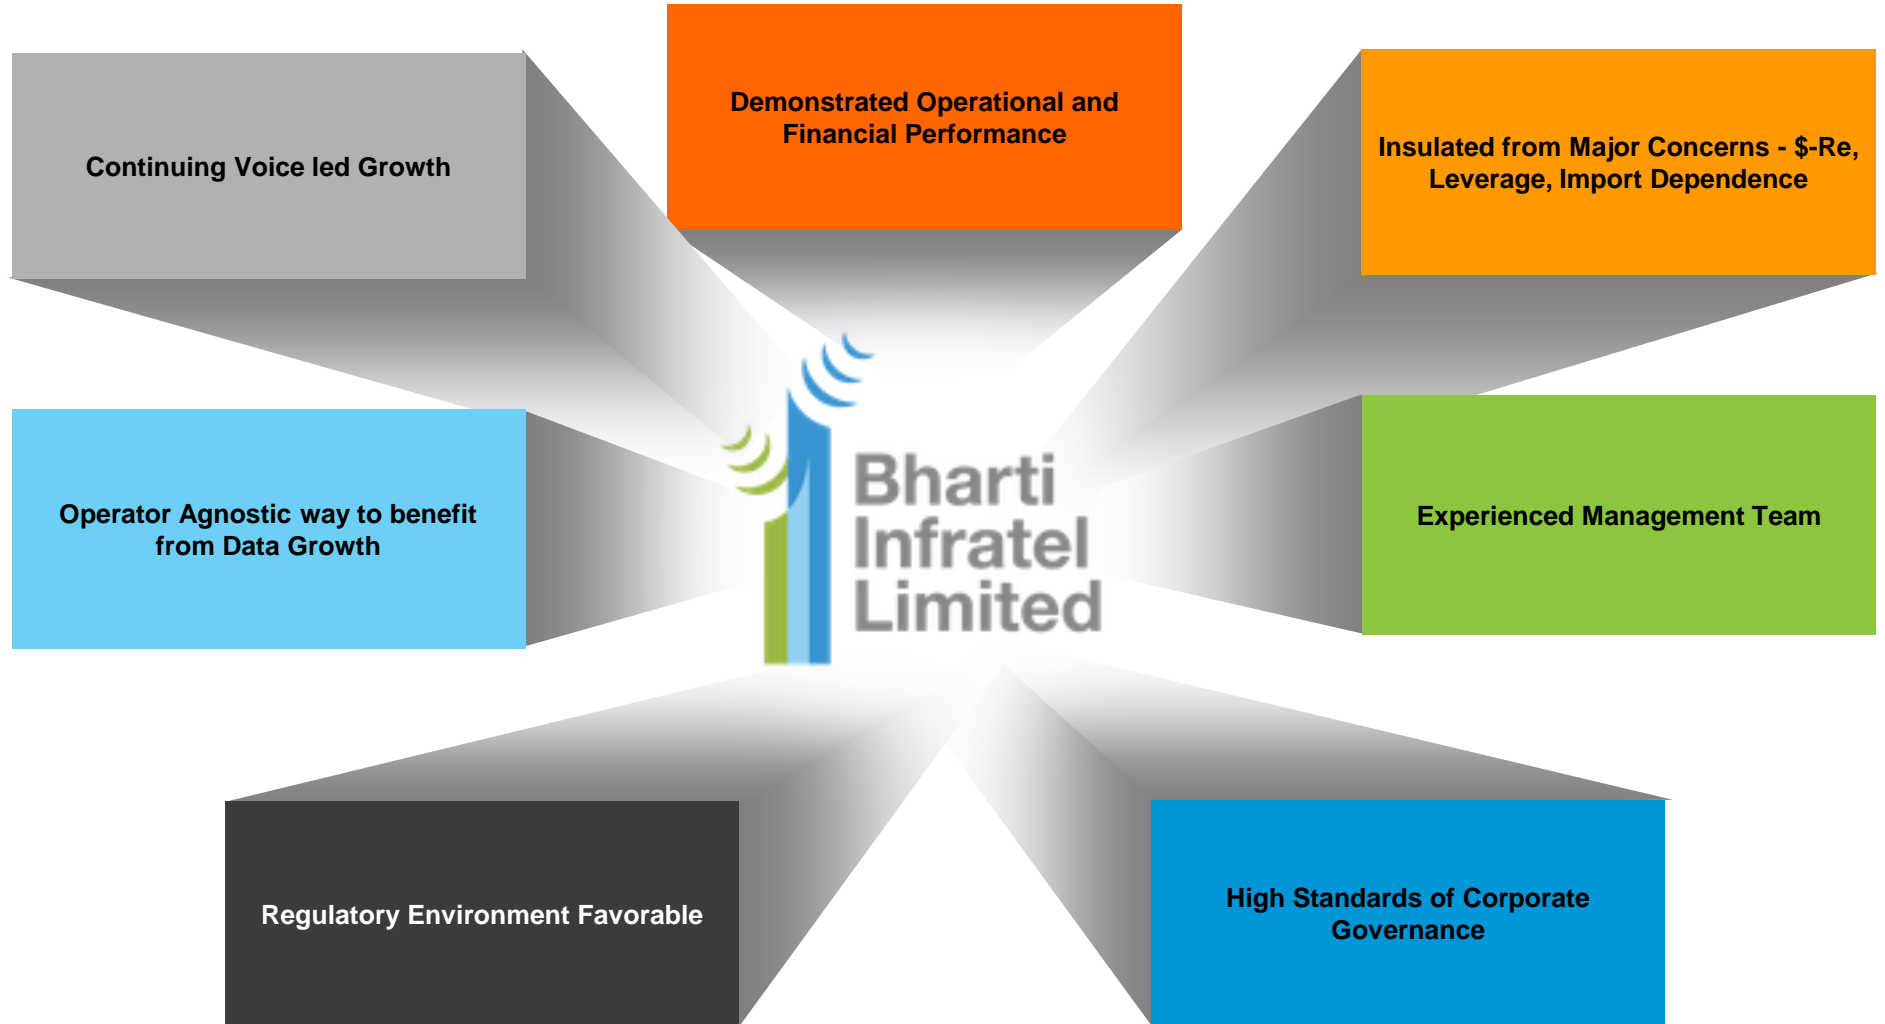 Demonstrated Operational and
Financial Performance
Continuing Voice led Growth
Insulated from Major Concerns - $-Re,
Leverage, Import Dependence
Operator Agnostic way to benefit
from Data Growth
Bharti
Infratel
Limited
Experienced Management Team
Regulatory Environment Favorable
High Standards of Corporate
Governance